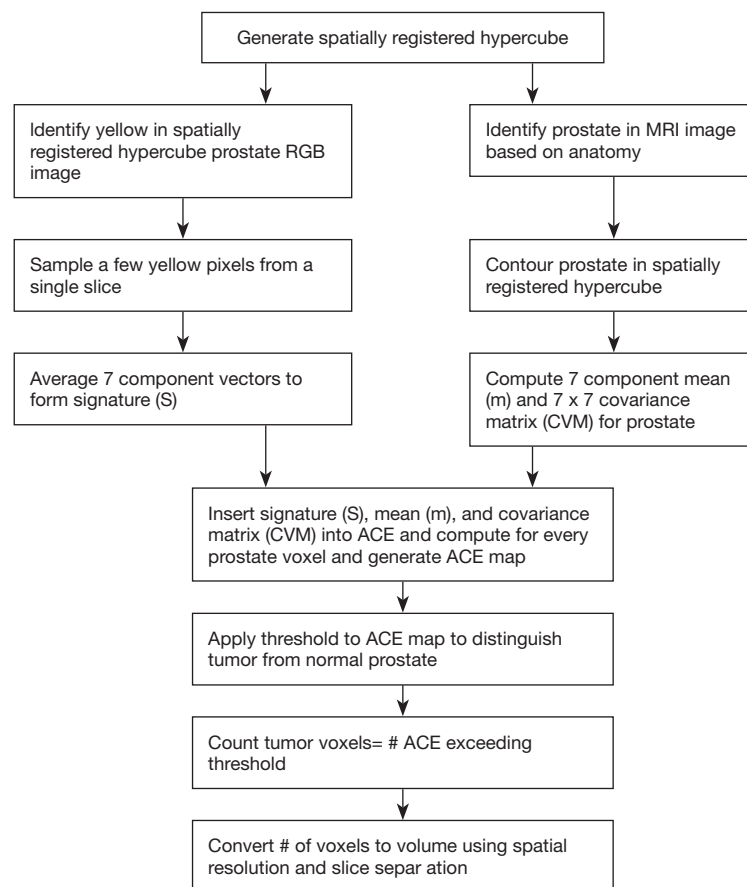 Generate spatially registered hypercube
Identify yellow in spatially
registered hypercube prostate RGB
image
Identify prostate in MRI image
based on anatomy
Sample a few yellow pixels from a
single slice
Contour prostate in spatially
registered hypercube
Average 7 component vectors to
form signature (S)
Compute 7 component mean
(m) and 7 x 7 covariance
matrix (CVM) for prostate
Insert signature (S), mean (m), and covariance
matrix (CVM) into ACE and compute for every
prostate voxel and generate ACE map
Apply threshold to ACE map to distinguish
tumor from normal prostate
Count tumor voxels= # ACE exceeding
threshold
Convert # of voxels to volume using spatial
resolution and slice separ ation